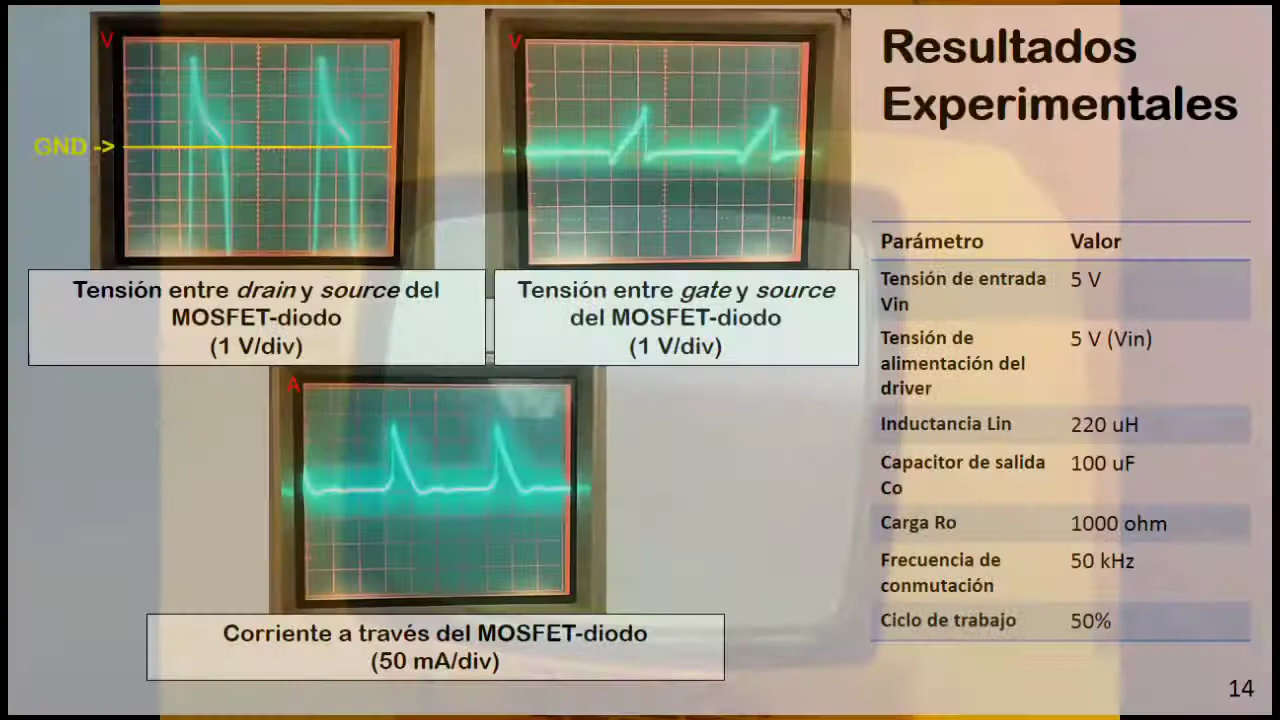 V
GND ->
Tensión entre drain y source del
MOSFET-diodo
(1 V/div)
V
Tensión entre gate y source
del MOSFET-diodo
(1 V/div)
A
Corriente a través del MOSFET-diodo
(50 mA/div)
Resultados
Experimentales
Parámetro Valor
Tensión de entrada 5 V
Vin
Tensión de 5 V (Vin)
alimentación del
driver
Inductancia Lin 220 uH
Capacitor de salida 100 uF
Co
Carga Ro 1000 ohm
Frecuencia de 50 kHz
conmutación
Ciclo de trabajo 50%
14